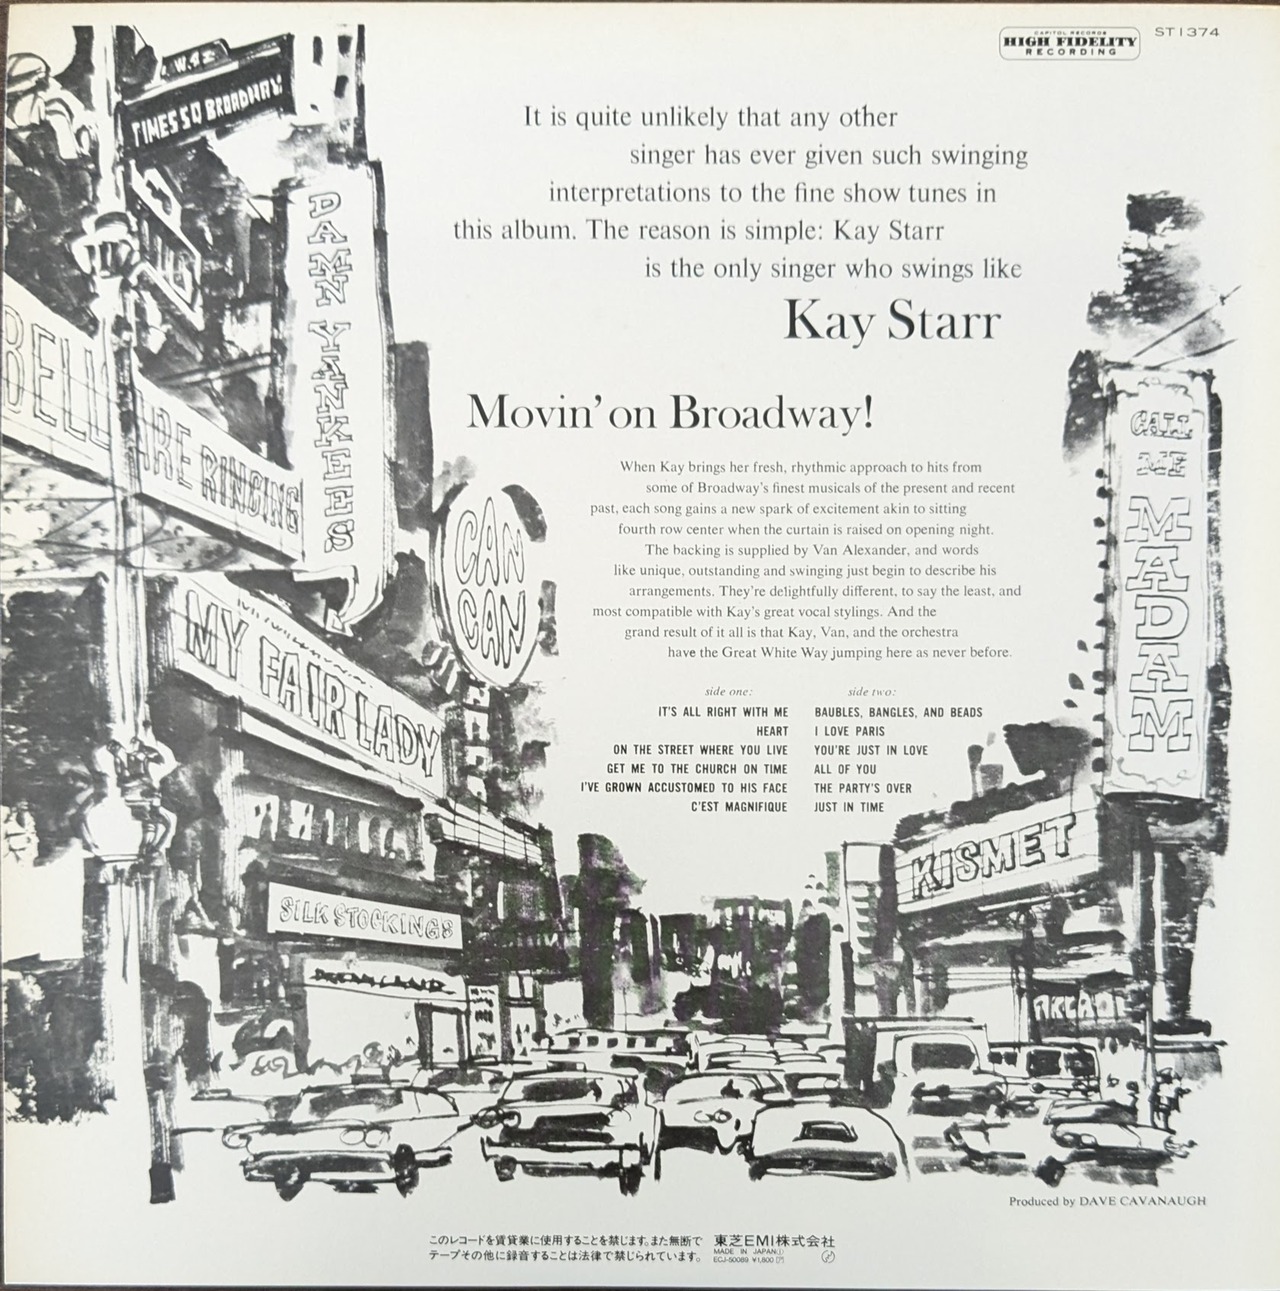 CAPITOL RECORDS
HIGH FIDELITY
RECORDING
ST1374
W.42
TIMES SQ BROADWAY
It is quite unlikely that any other
singer has ever given such swinging
interpretations to the fine show tunes in
this album. The reason is simple: Kay Starr
is the only singer who swings like
Kay Starr
Movin' on Broadway!
When Kay brings her fresh, rhythmic approach to hits from
some of Broadway's finest musicals of the present and recent
past, each song gains a new spark of excitement akin to sitting
fourth row center when the curtain is raised on opening night.
The backing is supplied by Van Alexander, and words
like unique, outstanding and swinging just begin to describe his
arrangements. They're delightfully different, to say the least, and
most compatible with Kay's great vocal stylings. And the
grand result of it all is that Kay, Van, and the orchestra
have the Great White Way jumping here as never before.
side one:
IT'S ALL RIGHT WITH ME
HEART
ON THE STREET WHERE YOU LIVE
GET ME TO THE CHURCH ON TIME
I'VE GROWN ACCUSTOMED TO HIS FACE
C'EST MAGNIFIQUE
side two:
BAUBLES, BANGLES, AND BEADS
I LOVE PARIS
YOU'RE JUST IN LOVE
ALL OF YOU
THE PARTY'S OVER
JUST IN TIME
DAMN YANKEES
BELLS ARE RINGING
CAN
CAN
MY FAIR LADY
SILK STOCKINGS
DREAMLAND
CALL
ME
MADAM
KISMET
ARCADE
Produced by DAVE CAVANAUGH
このレコードを賃貸業に使用することを禁じます。また無断で
テープその他に録音することは法律で禁じられています。
東芝EMI株式会社
MADE IN JAPAN
ECJ-50089 ¥1,800